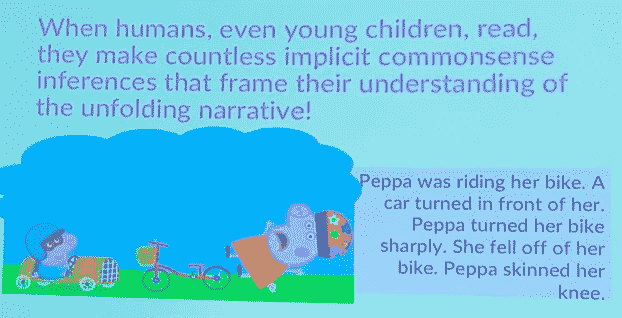 When humans, even young children, read,
they make countless implicit commonsense
inferences that frame their understanding of
the unfolding narrative!
Peppa was riding her bike. A
car turned in front of her.
Peppa turned her bike
sharply. She fell off of her
bike. Peppa skinned her
knee.